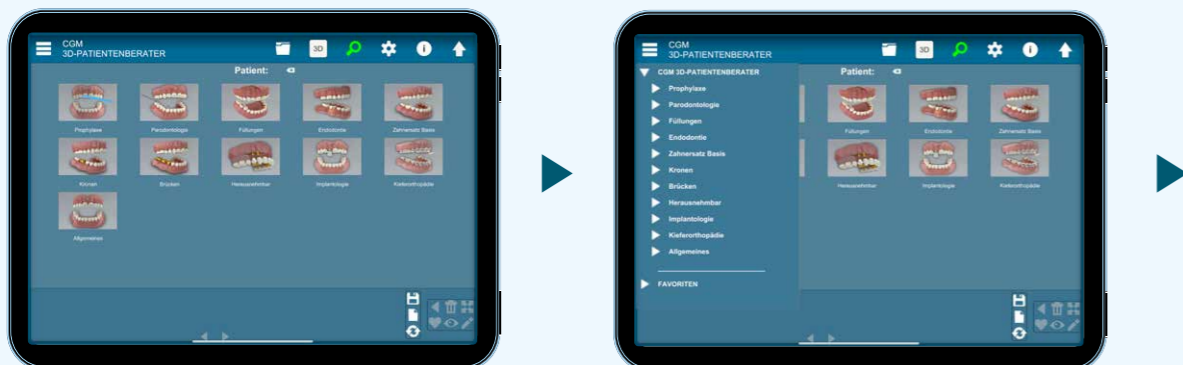 CGM
3D-PATIENTENBERATER
3D
i
Patient:
Prophylaxe
Parodontologie
Füllungen
Endodontie
Zahnersatz Basis
Kronen
Brücken
Herausnehmbar
Implantologie
Kieferorthopädie
Allgemeines
CGM
3D-PATIENTENBERATER
3D
i
CGM 3D-PATIENTENBERATER
Prophylaxe
Parodontologie
Füllungen
Endodontie
Zahnersatz Basis
Kronen
Brücken
Herausnehmbar
Implantologie
Kieferorthopädie
Allgemeines
FAVORITEN
Patient:
Füllungen
Endodontie
Zahnersatz Basis
Herausnehmbar
Implantologie
Kieferorthopädie